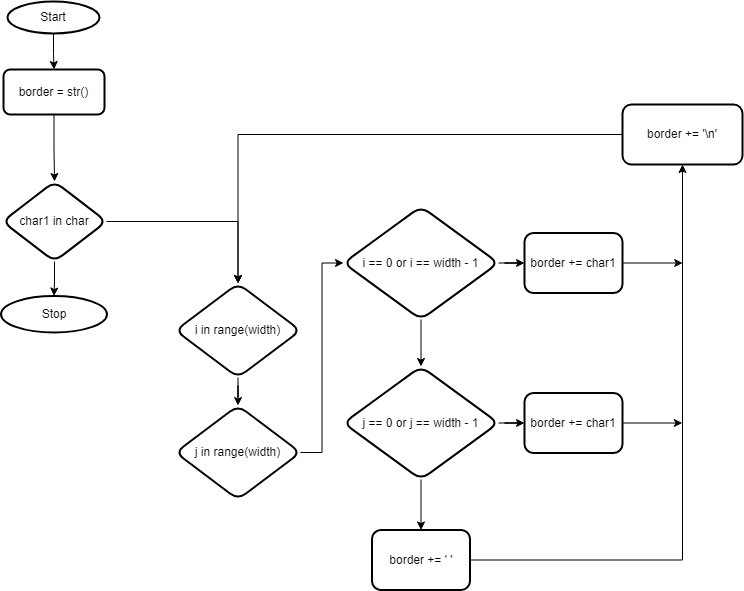 Start
border = str()
char1 in char
Stop
i in range(width)
j in range(width)
i == 0 or i == width - 1
border += char1
j == 0 or j == width - 1
border += char1
border += ' '
border += '\n'